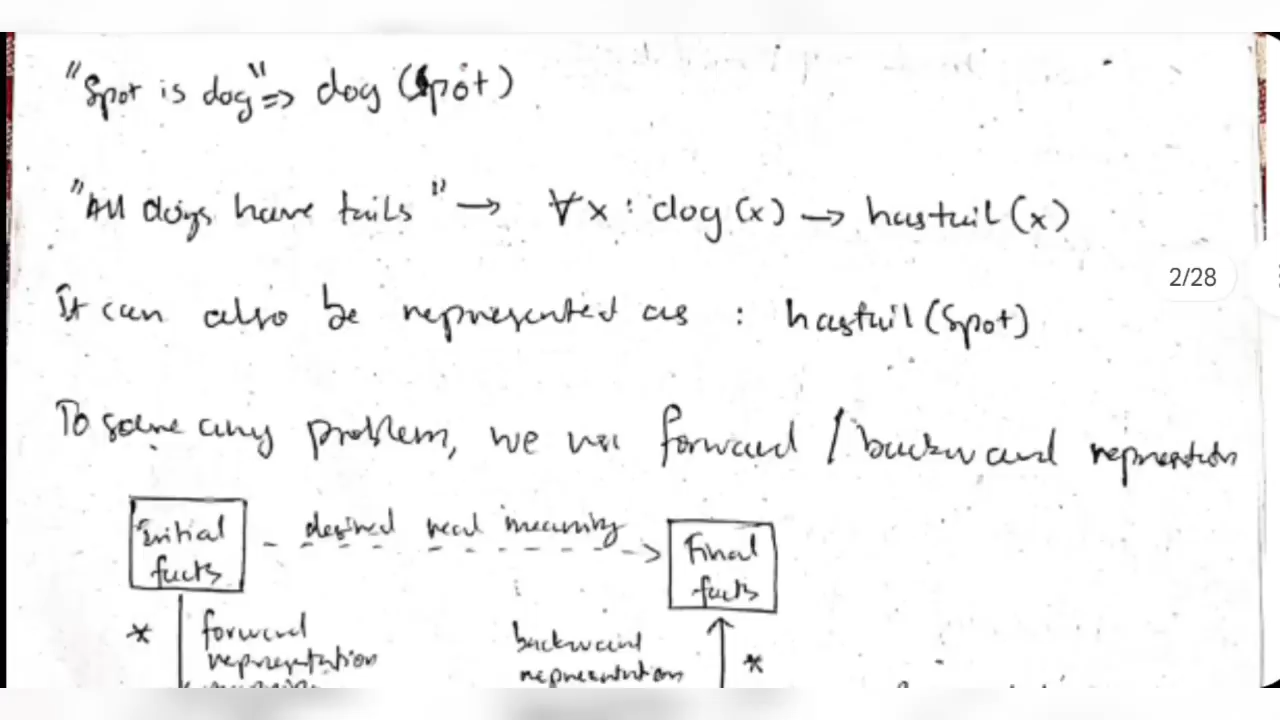 "Spot is dog" => dog (Spot)
"All dogs have tails" → ∀x : dog (x) → hastail (x)
2/28
It can also be represented as : hastail (Spot)
To solve any problem, we use forward / backward
Initial facts
desired real meaning
Final facts
* forward representation
backward representation *